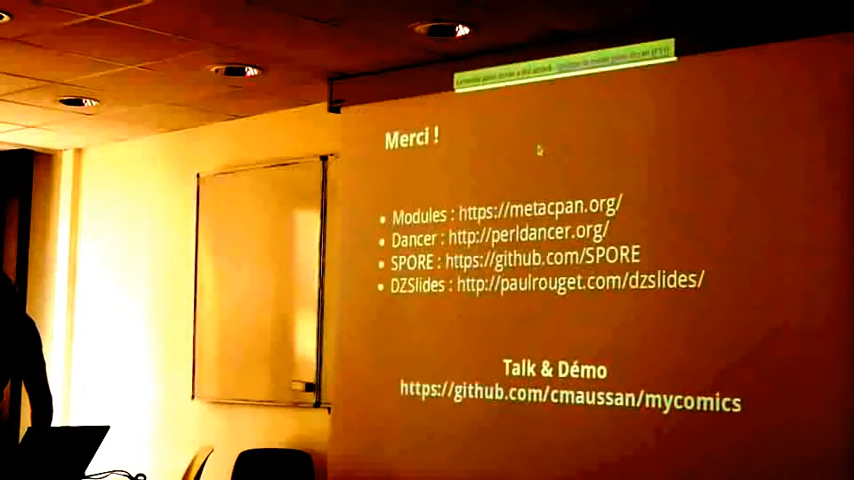 Merci !
• Modules : https://metacpan.org/
• Dancer : http://perldancer.org/
• SPORE : https://github.com/SPORE
• DZSlides : http://paulrouget.com/dzslides/
Talk & Démo
https://github.com/cmaussan/mycomics